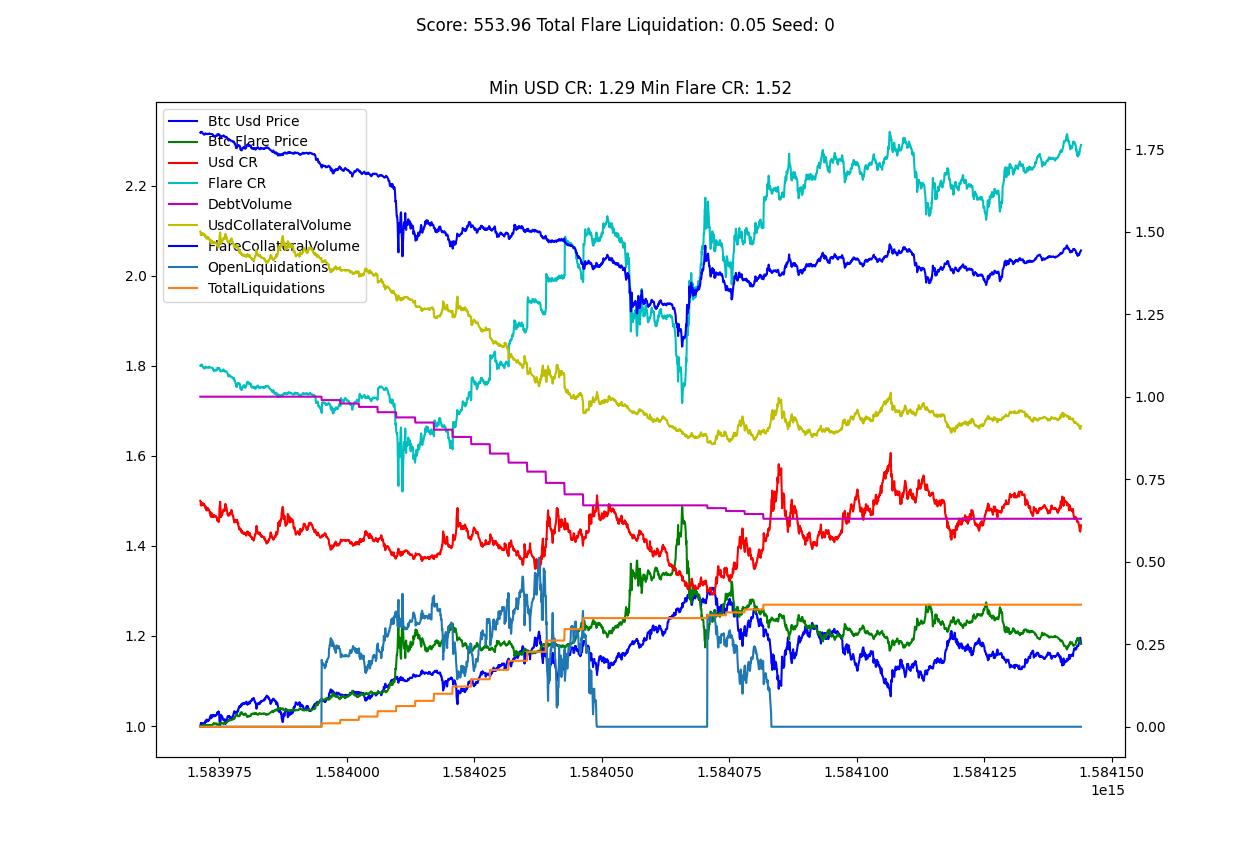 Score: 553.96 Total Flare Liquidation: 0.05 Seed: 0
Min USD CR: 1.29 Min Flare CR: 1.52
Btc Usd Price
Btc Flare Price
Usd CR
Flare CR
DebtVolume
UsdCollateralVolume
FlareCollateralVolume
OpenLiquidations
TotalLiquidations
2.2
2.0
1.8
1.6
1.4
1.2
1.0
1.75
1.50
1.25
1.00
0.75
0.50
0.25
0.00
1.583975 1.584000 1.584025 1.584050 1.584075 1.584100 1.584125 1.584150
1e15